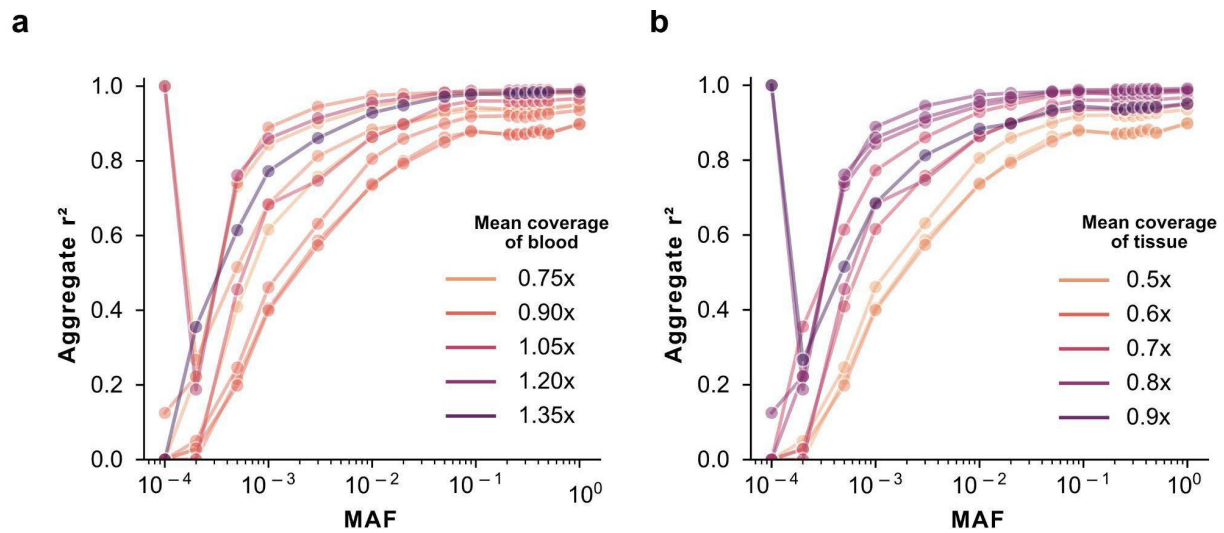 a
1.0
0.8
0.6
0.4
0.2
0.0
Aggregate r²
10⁻⁴
10⁻³
10⁻²
10⁻¹
10⁰
MAF
Mean coverage
of blood
0.75x
0.90x
1.05x
1.20x
1.35x
b
1.0
0.8
0.6
0.4
0.2
0.0
Aggregate r²
10⁻⁴
10⁻³
10⁻²
10⁻¹
10⁰
MAF
Mean coverage
of tissue
0.5x
0.6x
0.7x
0.8x
0.9x